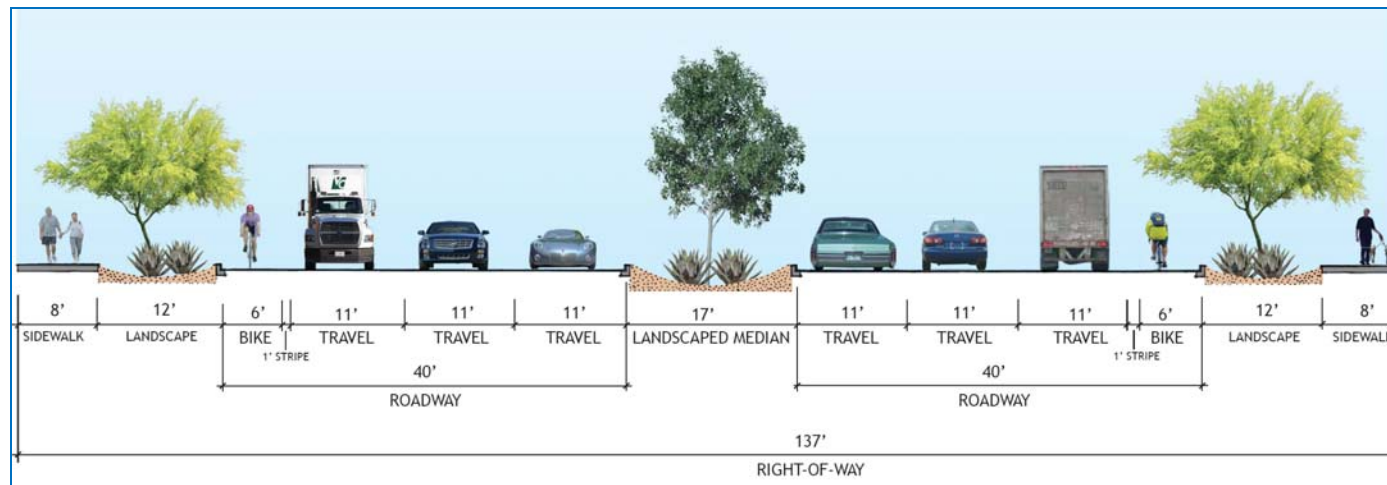 8' 12' 6' 11' 11' 11' 17' 11' 11' 11' 6' 12' 8'
SIDEWALK LANDSCAPE BIKE TRAVEL TRAVEL TRAVEL LANDSCAPED MEDIAN TRAVEL TRAVEL TRAVEL BIKE LANDSCAPE SIDEWAL
1' STRIPE 1' STRIPE
40' 40'
ROADWAY ROADWAY
137'
RIGHT-OF-WAY